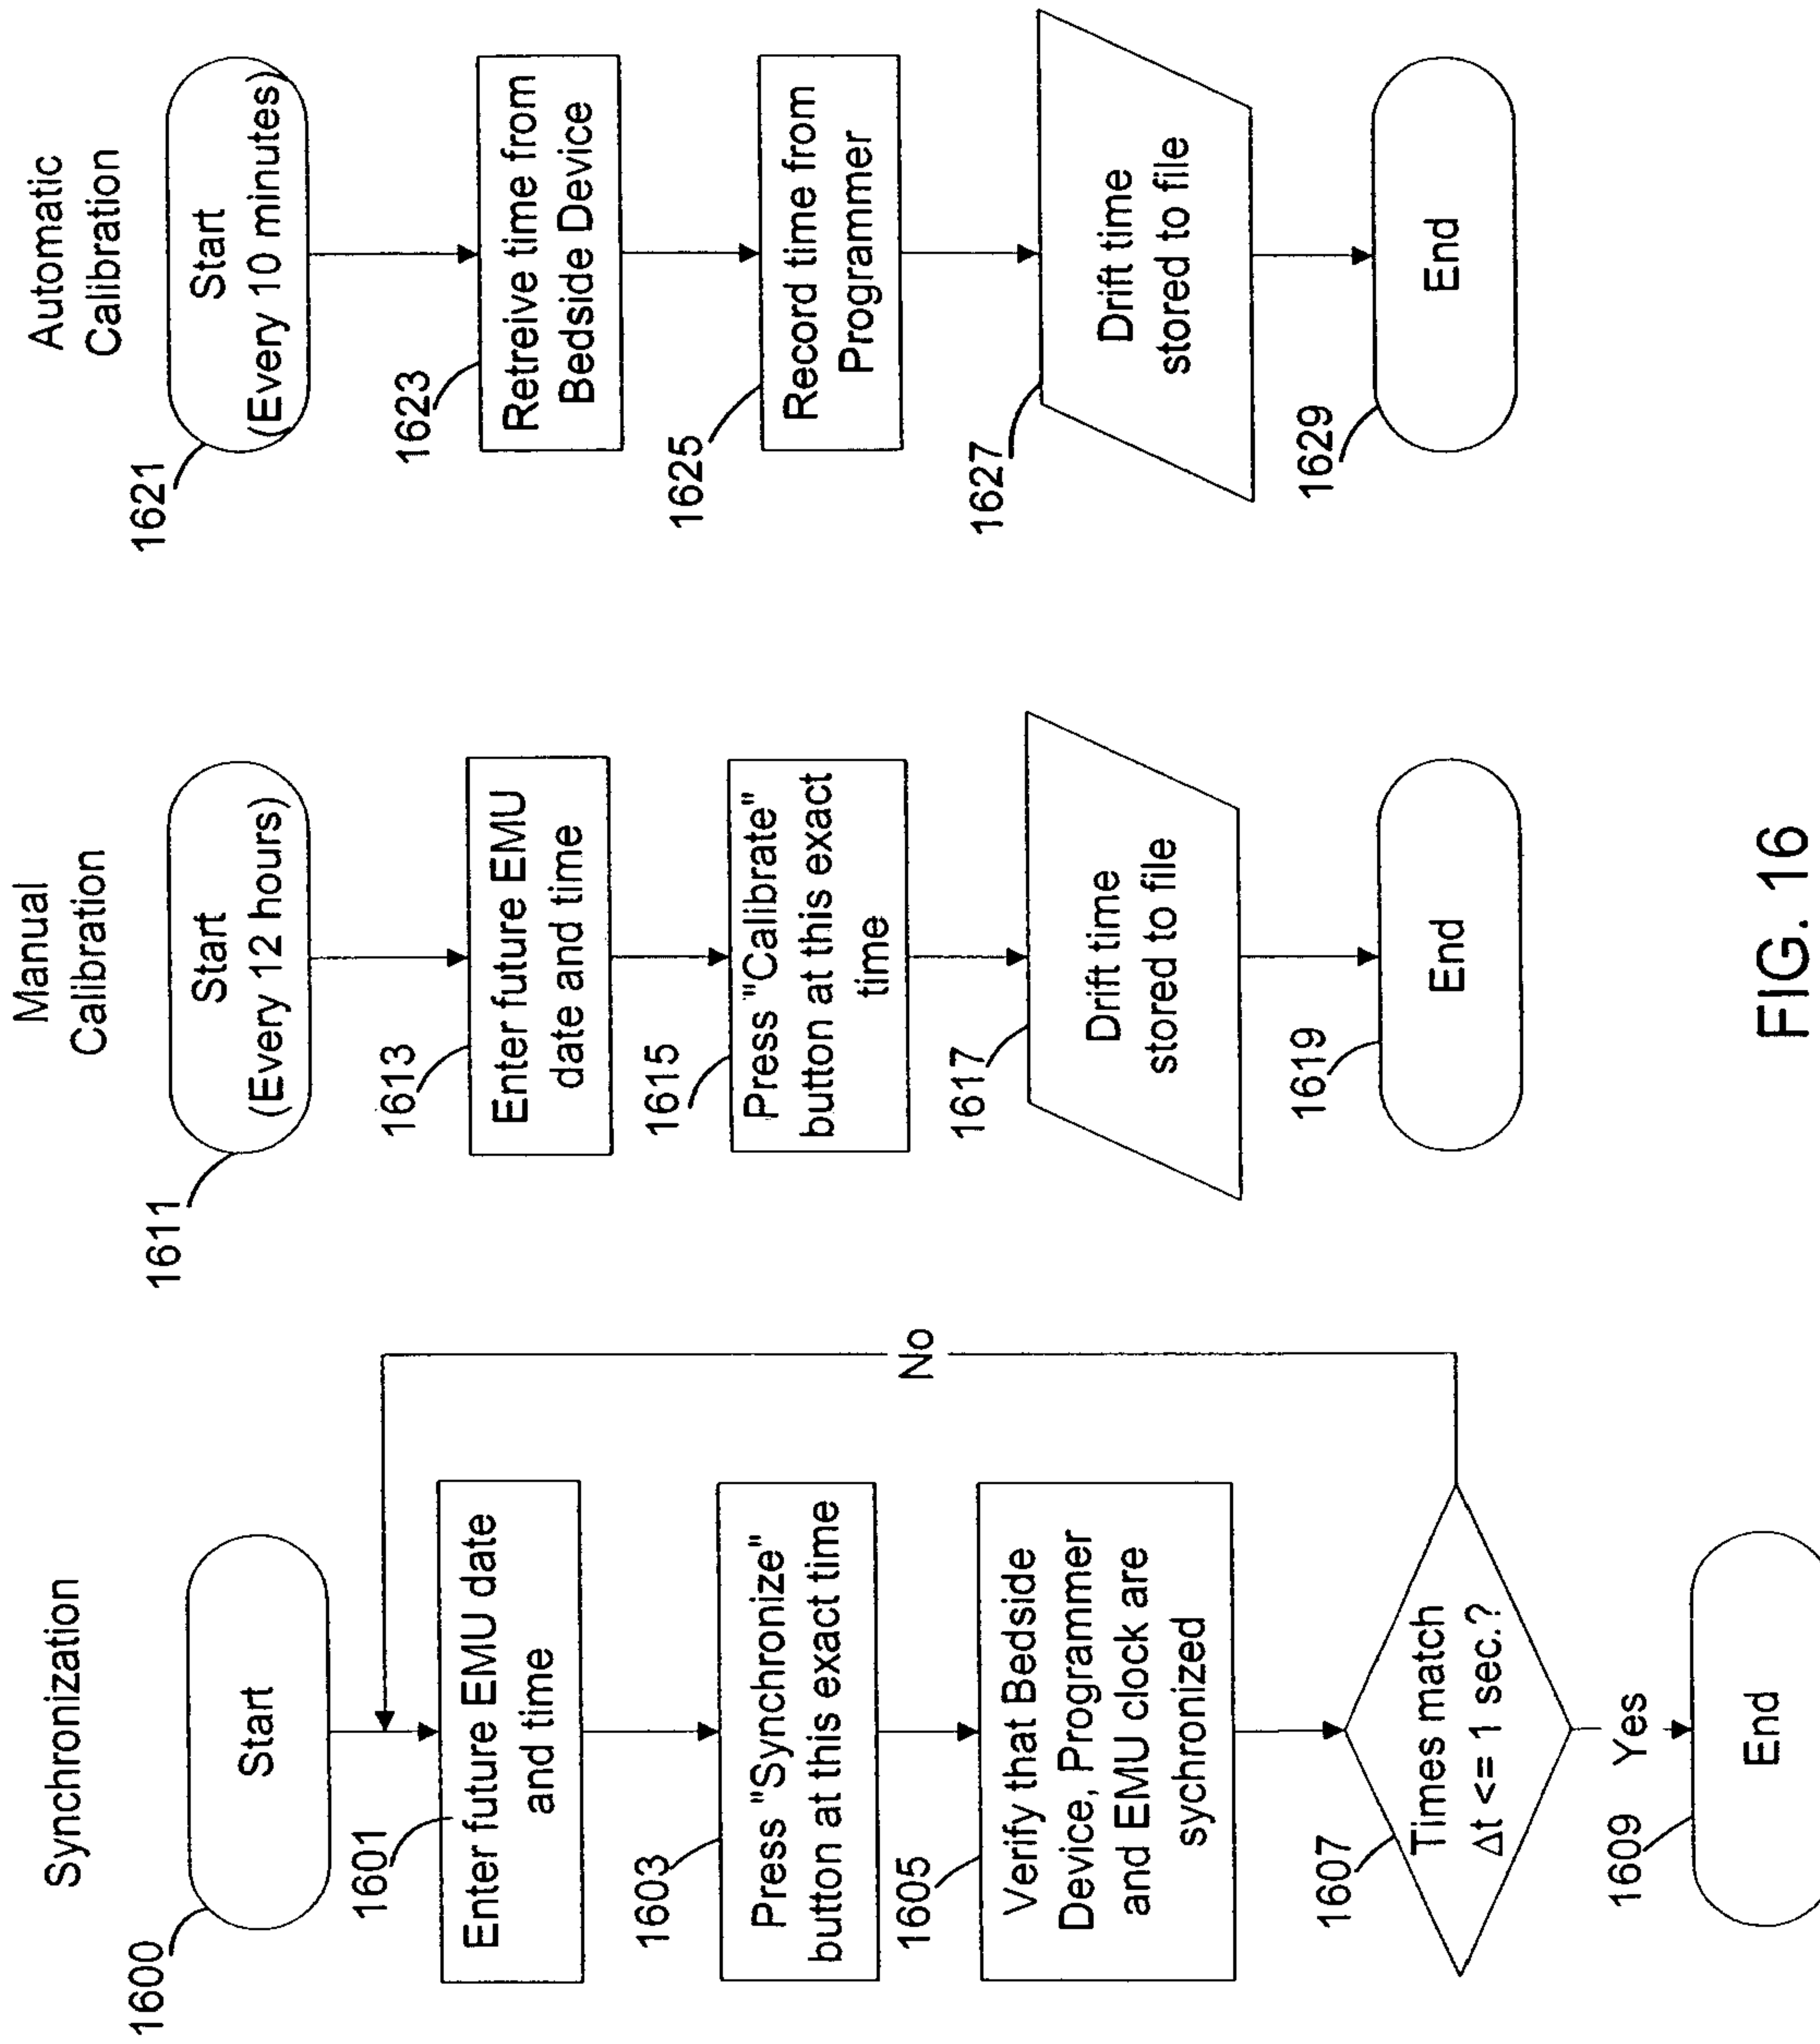 Synchronization
1600
Start
1601
Enter future EMU date
and time
1603
Press "Synchronize"
button at this exact time
1605
Verify that Bedside
Device, Programmer
and EMU clock are
sychronized
1607
Times match
Δt <= 1 sec.?
No
Yes
1609
End
Manual
Calibration
1611
Start
(Every 12 hours)
1613
Enter future EMU
date and time
1615
Press "Calibrate"
button at this exact
time
1617
Drift time
stored to file
1619
End
Automatic
Calibration
1621
Start
(Every 10 minutes)
1623
Retreive time from
Bedside Device
1625
Record time from
Programmer
1627
Drift time
stored to file
1629
End
FIG. 16